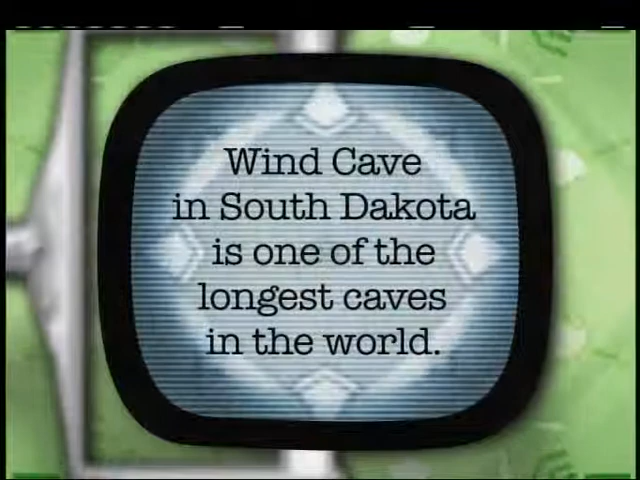 Wind Cave
in South Dakota
is one of the
longest caves
in the world.